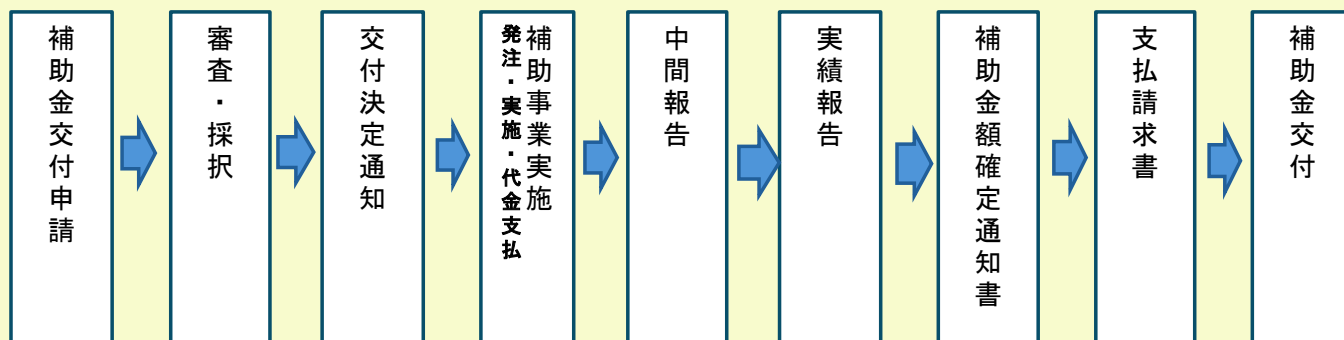 補助金交付申請
審査・採択
交付決定通知
補助事業実施
発注・実施・代金支払
中間報告
実績報告
補助金額確定通知書
支払請求書
補助金交付